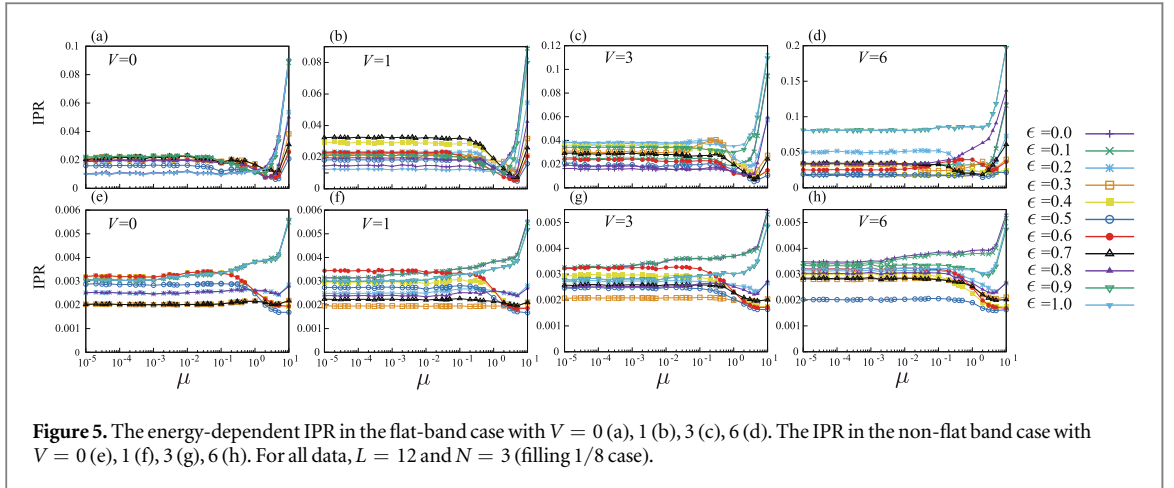 (a) (b) (c) (d)
0.1 0.1 0.12 0.2
V=0 V=1 V=3 V=6
0.08 0.08 0.1 0.15
0.06 0.06 0.08
IPR 0.06 0.1
0.04 0.04 0.04 0.05
0.02 0.02 0.02
0 0 0 0
(e) (f) (g) (h)
0.006 0.006 0.0055 0.0055
V=0 V=1 V=3 V=6
0.005 0.005 0.005 0.005
0.004 0.004 0.004 0.004
IPR
0.003 0.003 0.003 0.003
0.002 0.002 0.002 0.002
0.001 0.001 0.001 0.001
0 0 0 0
10^-5 10^-4 10^-3 10^-2 10^-1 10^0 10^1 10^-5 10^-4 10^-3 10^-2 10^-1 10^0 10^1 10^-5 10^-4 10^-3 10^-2 10^-1 10^0 10^1 10^-5 10^-4 10^-3 10^-2 10^-1 10^0 10^1
μ μ μ μ
ϵ =0.0
ϵ =0.1
ϵ =0.2
ϵ =0.3
ϵ =0.4
ϵ =0.5
ϵ =0.6
ϵ =0.7
ϵ =0.8
ϵ =0.9
ϵ =1.0
Figure 5. The energy-dependent IPR in the flat-band case with V = 0 (a), 1 (b), 3 (c), 6 (d). The IPR in the non-flat band case with
V = 0 (e), 1 (f), 3 (g), 6 (h). For all data, L = 12 and N = 3 (filling 1/8 case).